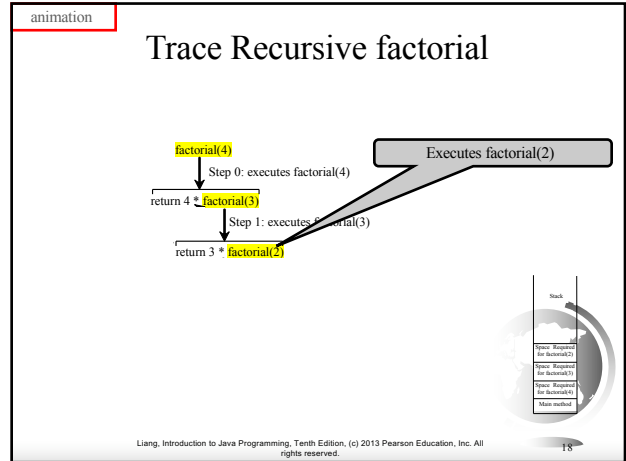 animation
Trace Recursive factorial
factorial(4)
Executes factorial(2)
Step 0: executes factorial(4)
return 4 * factorial(3)
Step 1: executes factorial(3)
return 3 * factorial(2)
Stack
Space Required
for factorial(2)
Space Required
for factorial(3)
Space Required
for factorial(4)
Main method
Liang, Introduction to Java Programming, Tenth Edition, (c) 2013 Pearson Education, Inc. All
rights reserved.
18